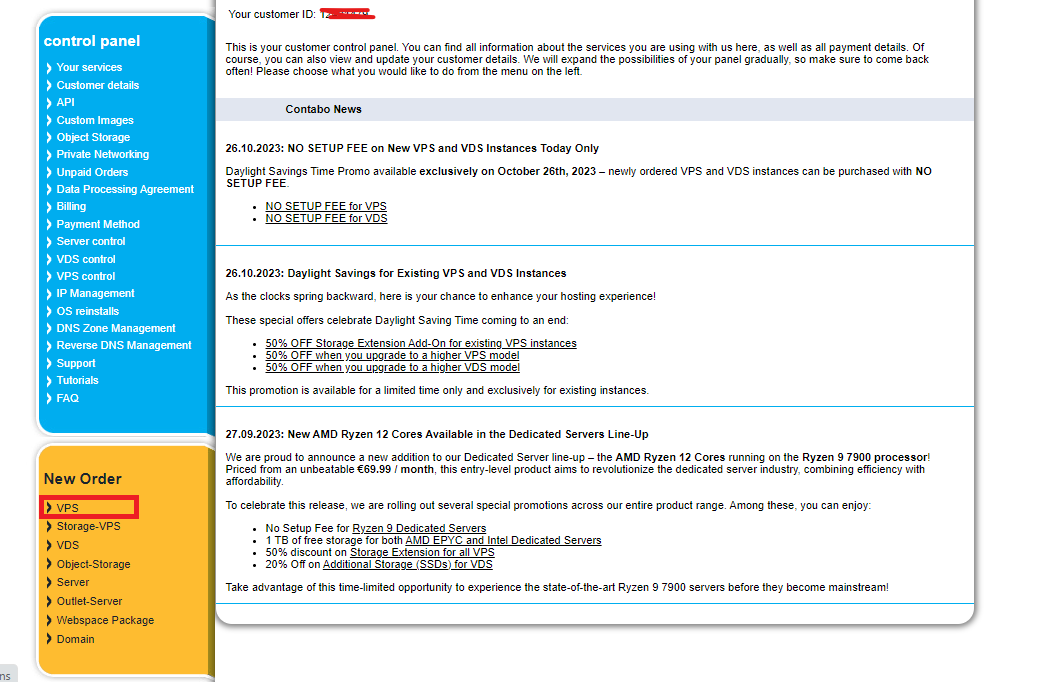 control panel
Your services
Customer details
API
Custom Images
Object Storage
Private Networking
Unpaid Orders
Data Processing Agreement
Billing
Payment Method
Server control
VDS control
VPS control
IP Management
OS reinstalls
DNS Zone Management
Reverse DNS Management
Support
Tutorials
FAQ
New Order
VPS
Storage-VPS
VDS
Object-Storage
Server
Outlet-Server
Webspace Package
Domain
ns
Your customer ID:
This is your customer control panel. You can find all information about the services you are using with us here, as well as all payment details. Of
course, you can also view and update your customer details. We will expand the possibilities of your panel gradually, so make sure to come back
often! Please choose what you would like to do from the menu on the left.
Contabo News
26.10.2023: NO SETUP FEE on New VPS and VDS Instances Today Only
Daylight Savings Time Promo available exclusively on October 26th, 2023 – newly ordered VPS and VDS instances can be purchased with NO
SETUP FEE.
NO SETUP FEE for VPS
NO SETUP FEE for VDS
26.10.2023: Daylight Savings for Existing VPS and VDS Instances
As the clocks spring backward, here is your chance to enhance your hosting experience!
These special offers celebrate Daylight Saving Time coming to an end:
50% OFF Storage Extension Add-On for existing VPS instances
50% OFF when you upgrade to a higher VPS model
50% OFF when you upgrade to a higher VDS model
This promotion is available for a limited time only and exclusively for existing instances.
27.09.2023: New AMD Ryzen 12 Cores Available in the Dedicated Servers Line-Up
We are proud to announce a new addition to our Dedicated Server line-up – the AMD Ryzen 12 Cores running on the Ryzen 9 7900 processor!
Priced from an unbeatable €69.99 / month, this entry-level product aims to revolutionize the dedicated server industry, combining efficiency with
affordability.
To celebrate this release, we are rolling out several special promotions across our entire product range. Among these, you can enjoy:
No Setup Fee for Ryzen 9 Dedicated Servers
1 TB of free storage for both AMD EPYC and Intel Dedicated Servers
50% discount on Storage Extension for all VPS
20% Off on Additional Storage (SSDs) for VDS
Take advantage of this time-limited opportunity to experience the state-of-the-art Ryzen 9 7900 servers before they become mainstream!